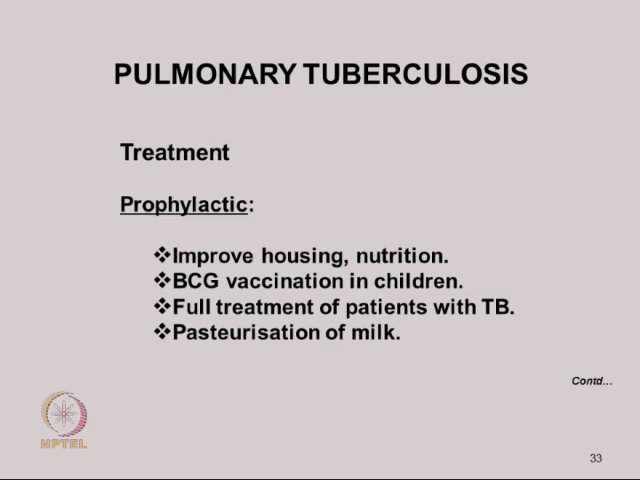 PULMONARY TUBERCULOSIS
Treatment
Prophylactic:
❖Improve housing, nutrition.
❖BCG vaccination in children.
❖Full treatment of patients with TB.
❖Pasteurisation of milk.
Contd...
NPTEL
33